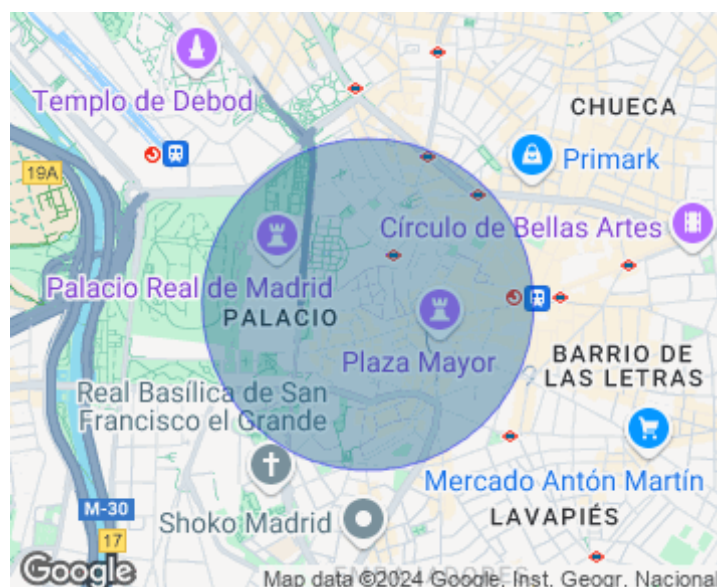 Templo de Debod
CHUECA
Primark
19A
Círculo de Bellas Artes
Palacio Real de Madrid
PALACIO
Plaza Mayor
BARRIO DE
LAS LETRAS
Real Basílica de San
Francisco el Grande
Mercado Antón Martín
M-30
Shoko Madrid
LAVAPIÉS
17
Google
Map data ©2024 Google, Inst. Geogr. Nacional